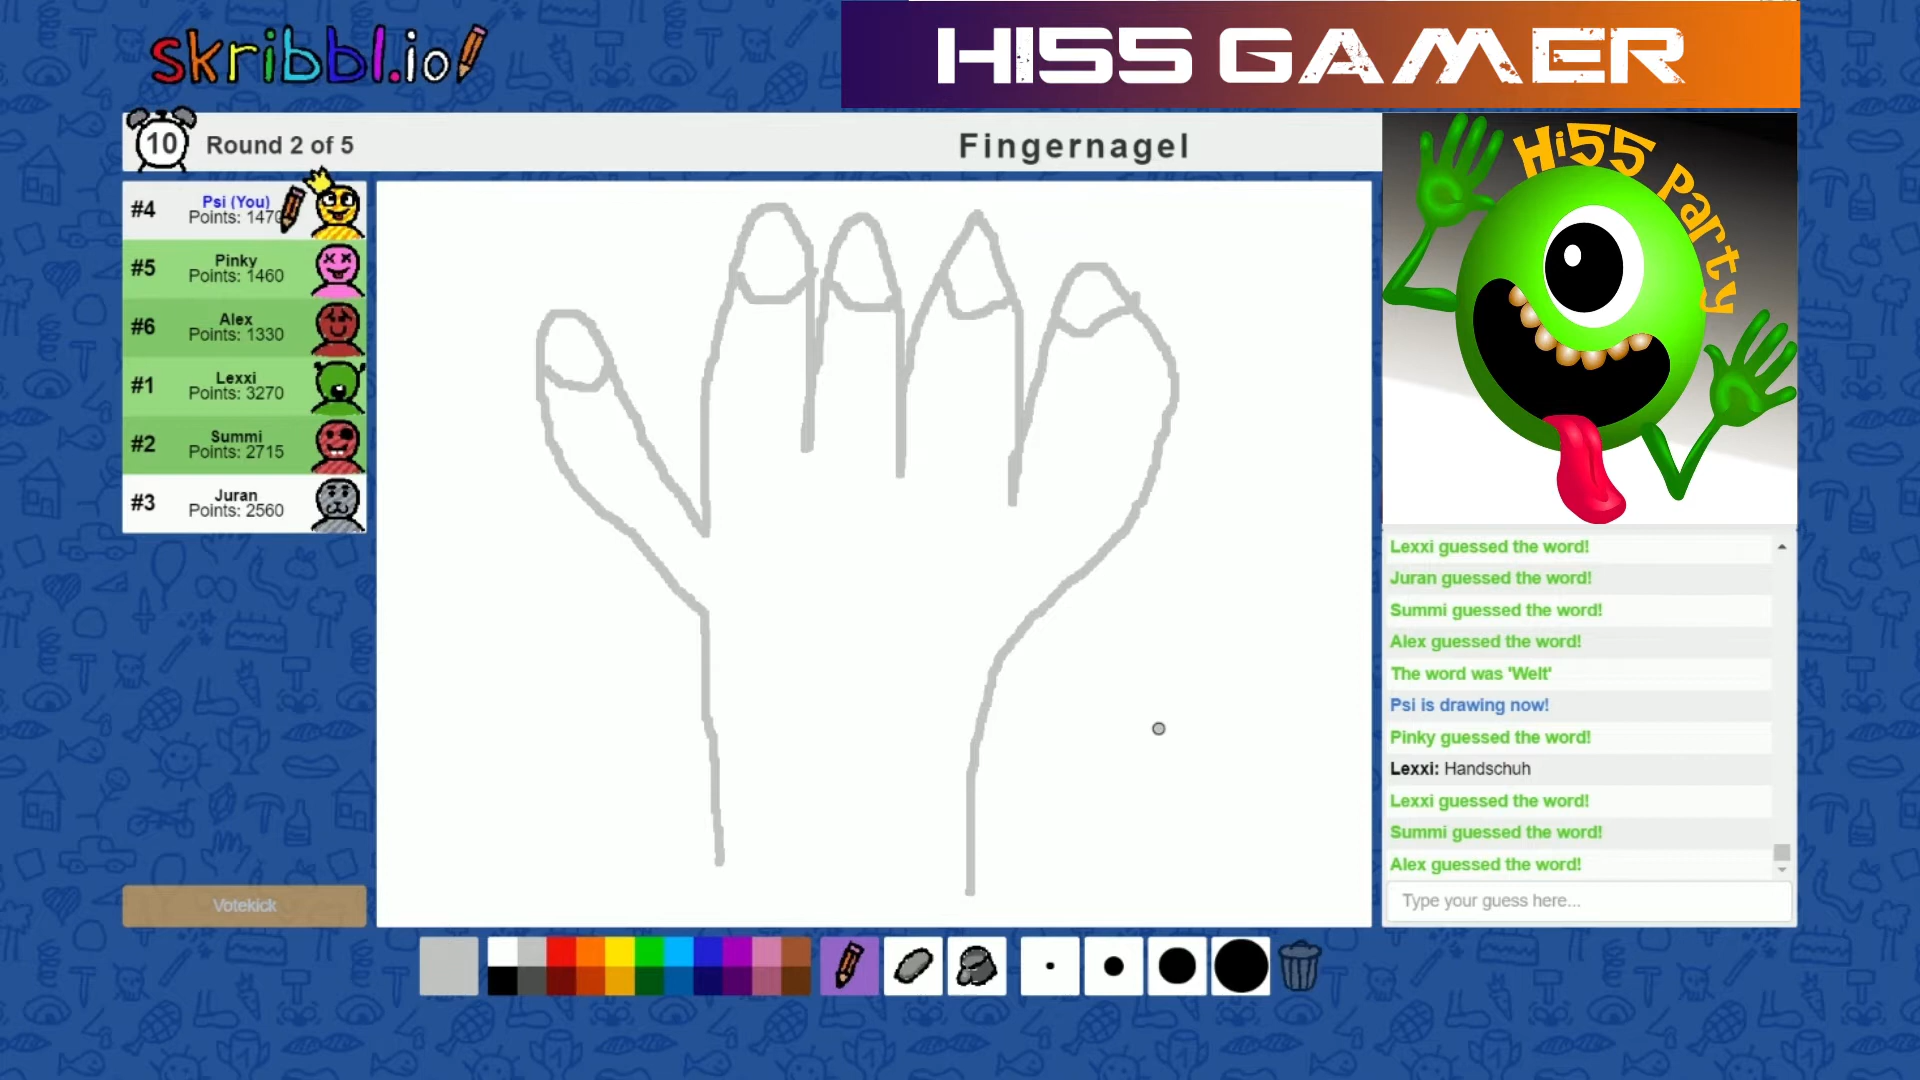 skribbl.io
HI55 GAMER
10
Round 2 of 5
Fingernagel
Hi55 Party
#4
Psi (You)
Points: 1470
#5
Pinky
Points: 1460
#6
Alex
Points: 1330
#1
Lexxi
Points: 3270
#2
Summi
Points: 2715
#3
Juran
Points: 2560
Votekick
Lexxi guessed the word!
Juran guessed the word!
Summi guessed the word!
Alex guessed the word!
The word was 'Welt'
Psi is drawing now!
Pinky guessed the word!
Lexxi: Handschuh
Lexxi guessed the word!
Summi guessed the word!
Alex guessed the word!
Type your guess here...